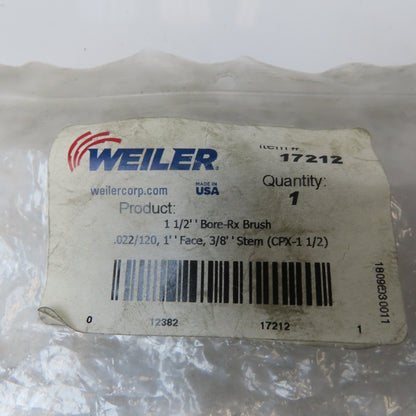 WEILER
ITEM #
17212
weilercorp.com
MADE IN
USA
Quantity:
1
Product:
1 1/2'' Bore-Rx Brush
.022/120, 1'' Face, 3/8'' Stem (CPX-1 1/2)
0 12382 17212 1
1809E030011